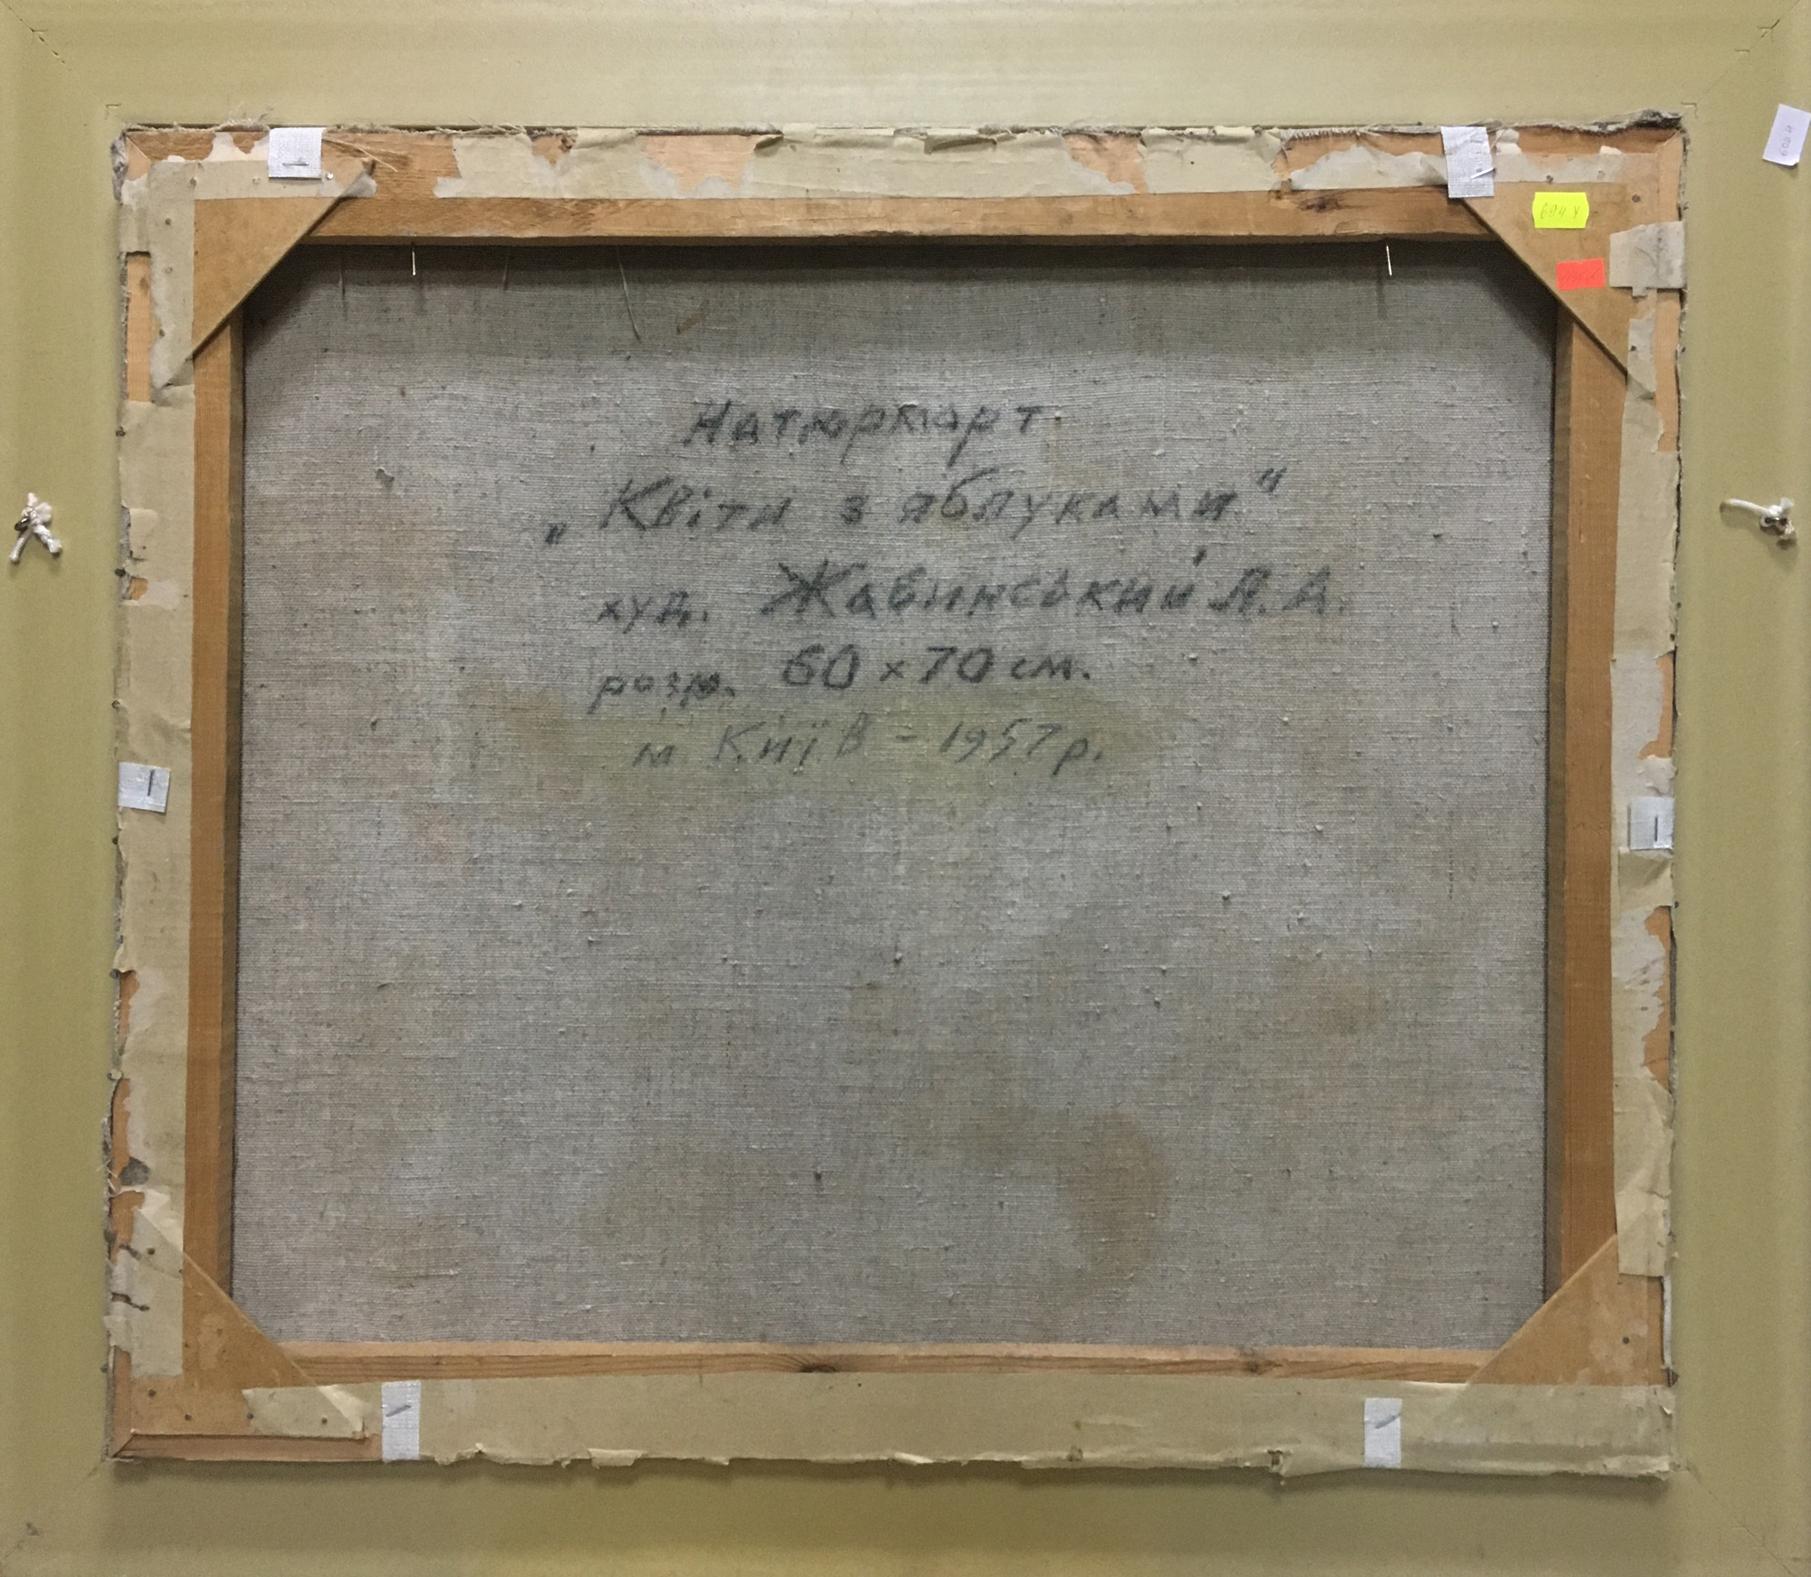 Натюрморт
„Квіти з яблуками"
худ. Жабинський Л. А.
розм. 60 x 70 см.
м. Київ - 1957 р.